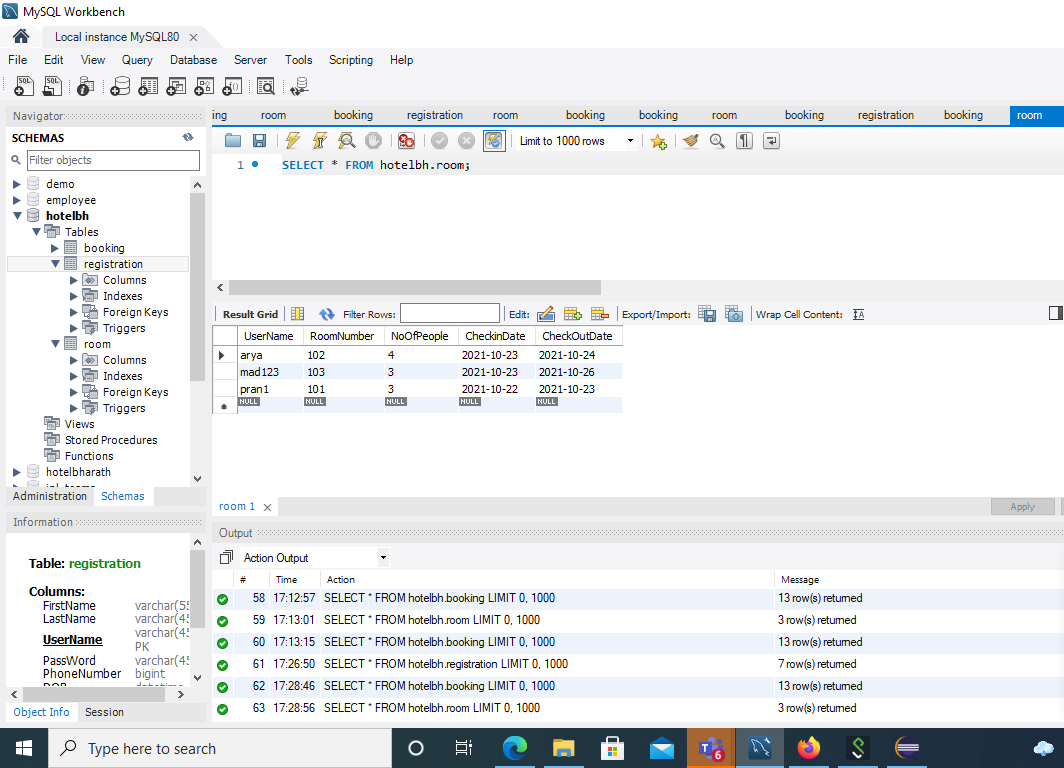 MySQL Workbench
Local instance MySQL80
File Edit View Query Database Server Tools Scripting Help
Navigator
SCHEMAS
Filter objects
demo
employee
hotelbh
Tables
booking
registration
Columns
Indexes
Foreign Keys
Triggers
room
Columns
Indexes
Foreign Keys
Triggers
Views
Stored Procedures
Functions
hotelbharath
Administration Schemas
Information
Table: registration
Columns:
FirstName varchar(55
LastName varchar(45
UserName varchar(45
PK
PassWord varchar(45
PhoneNumber bigint
Object Info Session
ing room booking registration room booking booking room booking registration booking room
Limit to 1000 rows
1 SELECT * FROM hotelbh.room;
Result Grid Filter Rows: Edit: Export/Import: Wrap Cell Content:
UserName RoomNumber NoOfPeople CheckinDate CheckOutDate
arya 102 4 2021-10-23 2021-10-24
mad123 103 3 2021-10-23 2021-10-26
pran1 101 3 2021-10-22 2021-10-23
NULL NULL NULL NULL NULL
room 1 Apply
Output
Action Output
# Time Action Message
58 17:12:57 SELECT * FROM hotelbh.booking LIMIT 0, 1000 13 row(s) returned
59 17:13:01 SELECT * FROM hotelbh.room LIMIT 0, 1000 3 row(s) returned
60 17:13:15 SELECT * FROM hotelbh.booking LIMIT 0, 1000 13 row(s) returned
61 17:26:50 SELECT * FROM hotelbh.registration LIMIT 0, 1000 7 row(s) returned
62 17:28:46 SELECT * FROM hotelbh.booking LIMIT 0, 1000 13 row(s) returned
63 17:28:56 SELECT * FROM hotelbh.room LIMIT 0, 1000 3 row(s) returned
Type here to search
6